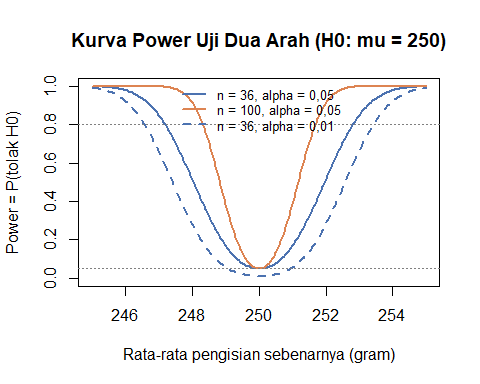 Kurva Power Uji Dua Arah (H0: mu = 250)
Power = P(tolak H0)
1.0
0.8
0.6
0.4
0.2
0.0
n = 36, alpha = 0,05
n = 100, alpha = 0,05
n = 36, alpha = 0,01
246 248 250 252 254
Rata-rata pengisian sebenarnya (gram)